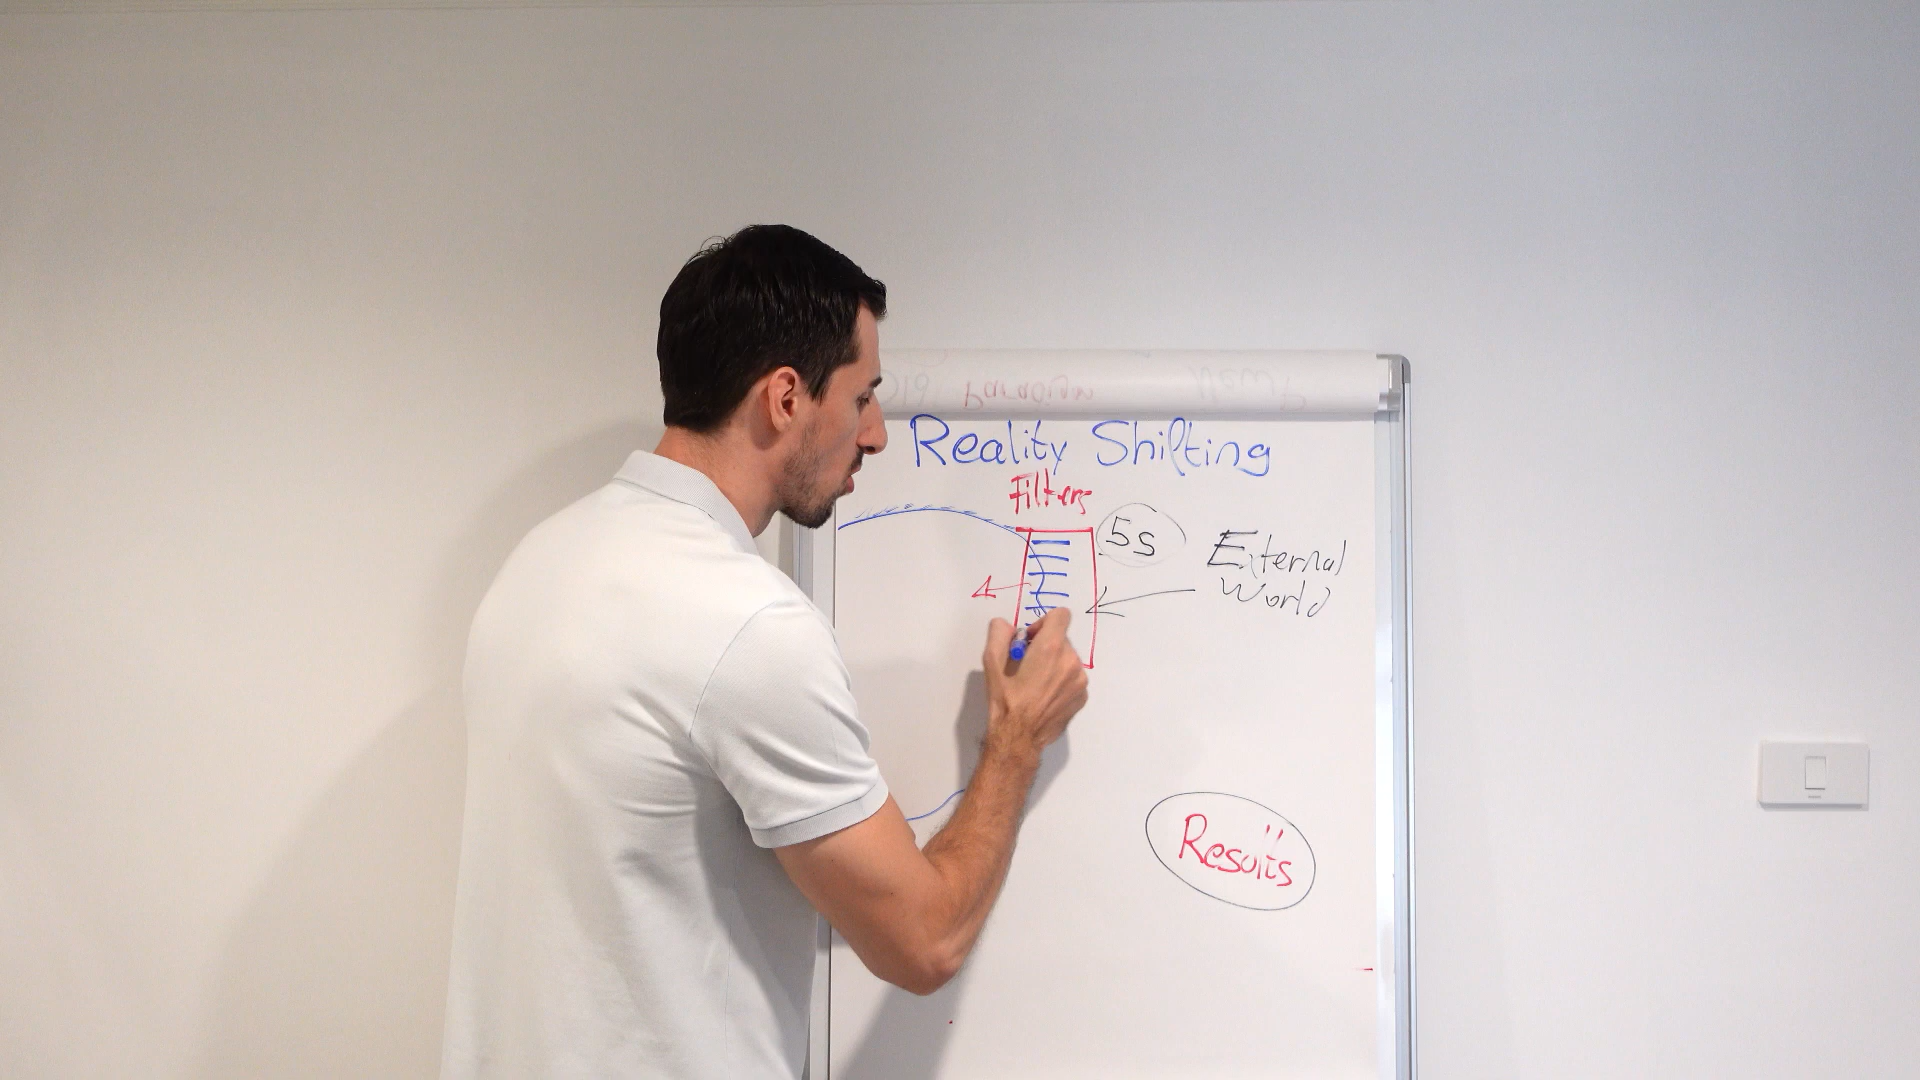 Reality Shifting
Filters
5s
External
World
Results